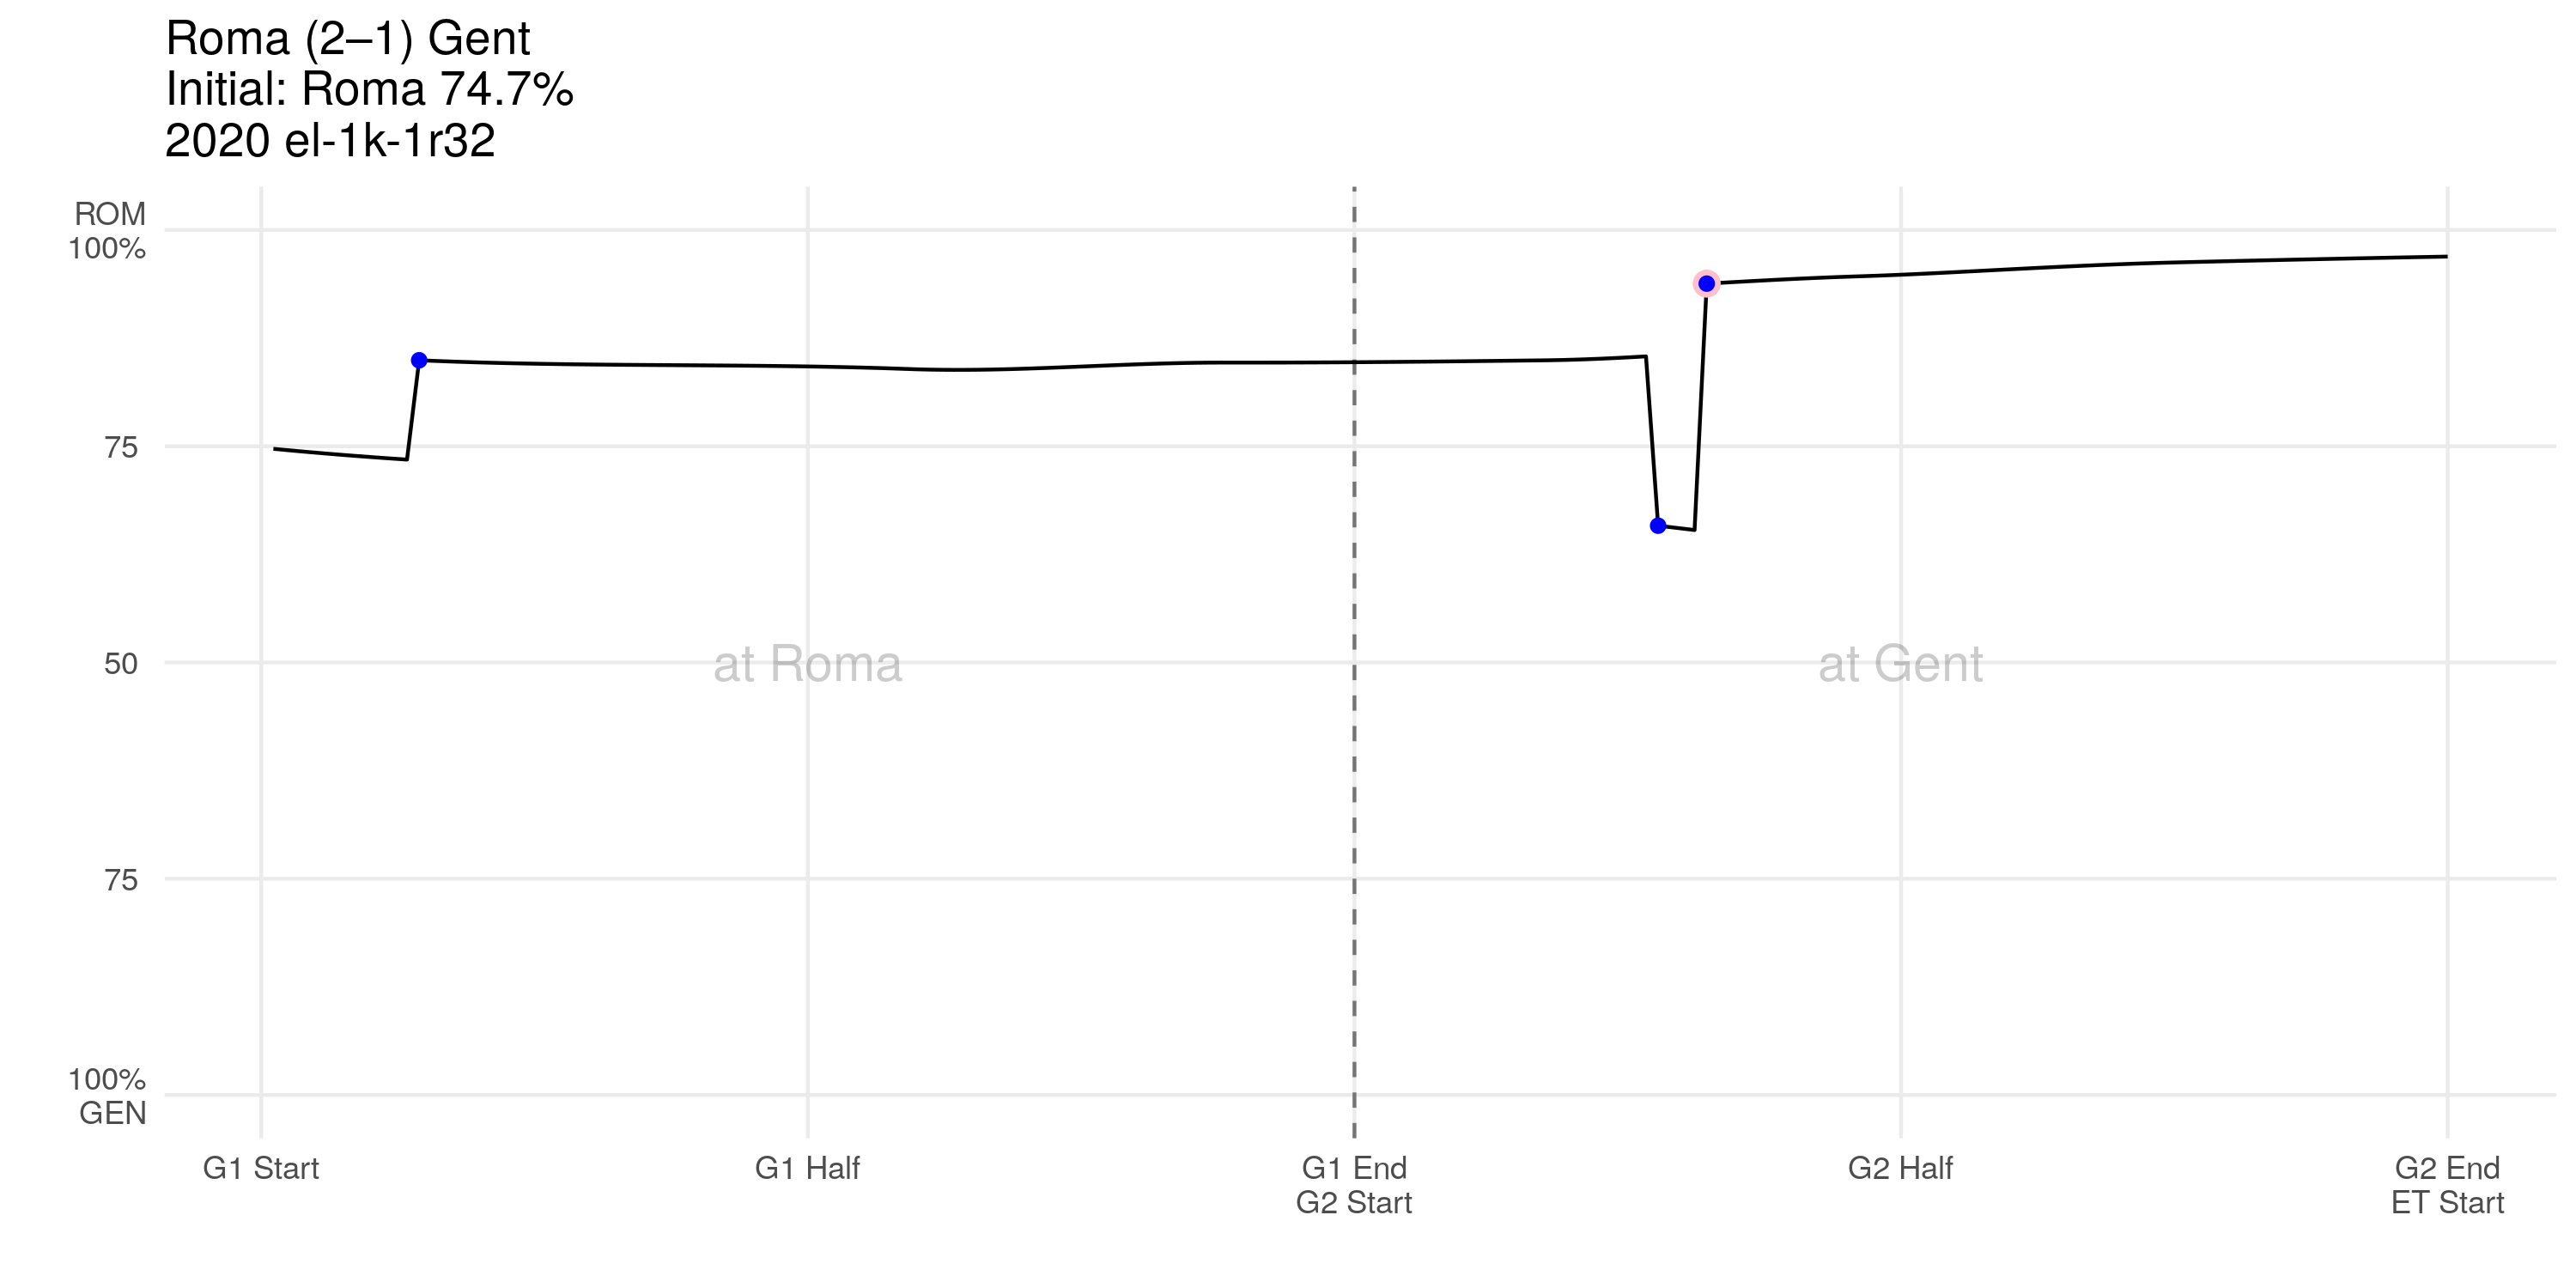 Roma (2–1) Gent
Initial: Roma 74.7%
2020 el-1k-1r32
ROM
100%
75
50
75
100%
GEN
at Roma
at Gent
G1 Start
G1 Half
G1 End
G2 Start
G2 Half
G2 End
ET Start